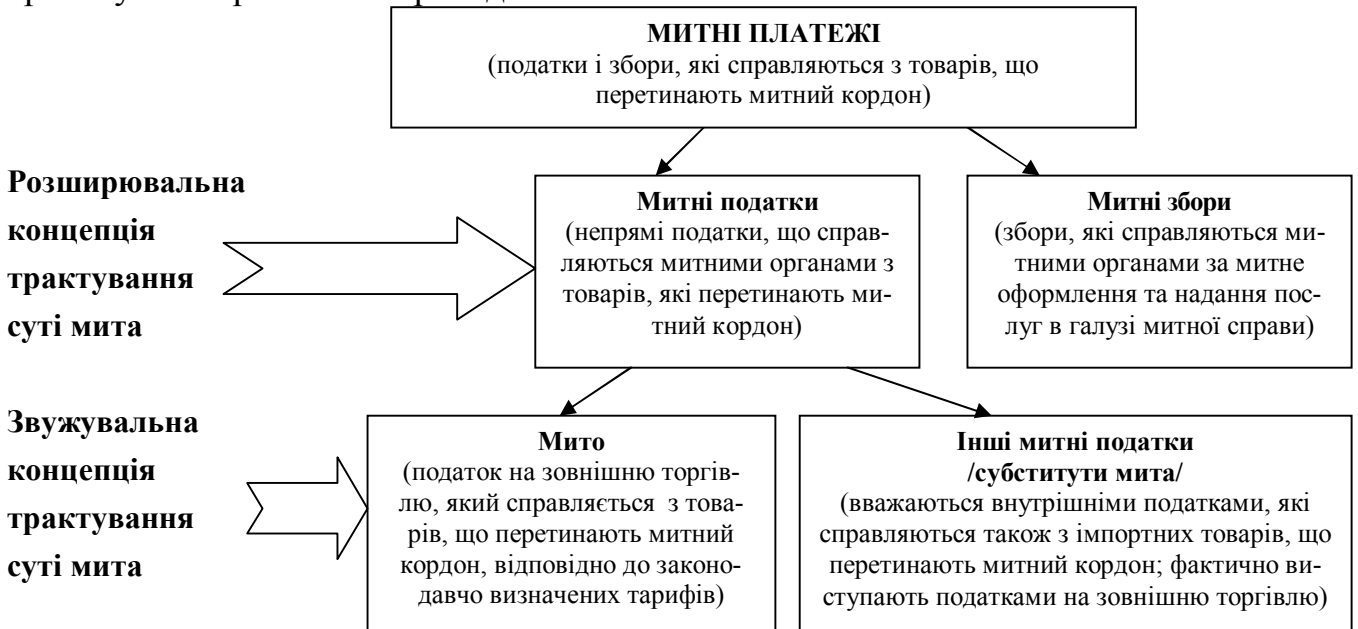 МИТНІ ПЛАТЕЖІ
(податки і збори, які справляються з товарів, що
перетинають митний кордон)
Розширювальна
концепція
трактування
суті мита
Митні податки
(непрямі податки, що справ-
ляються митними органами з
товарів, які перетинають ми-
тний кордон)
Митні збори
(збори, які справляються ми-
тними органами за митне
оформлення та надання пос-
луг в галузі митної справи)
Звужувальна
концепція
трактування
суті мита
Мито
(податок на зовнішню торгів-
лю, який справляється з това-
рів, що перетинають митний
кордон, відповідно до законо-
давчо визначених тарифів)
Інші митні податки
/субститути мита/
(вважаються внутрішніми податками, які
справляються також з імпортних товарів, що
перетинають митний кордон; фактично ви-
ступають податками на зовнішню торгівлю)